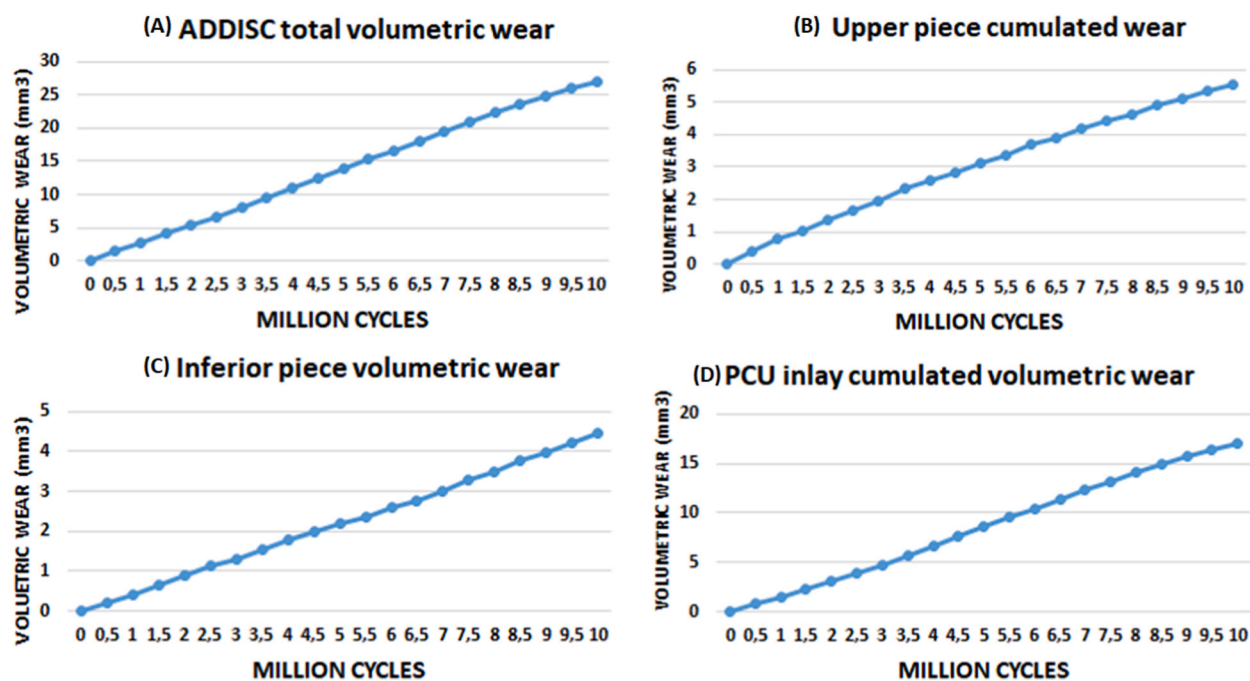 (A) ADDISC total volumetric wear
VOLUMETRIC WEAR (mm3)
30
25
20
15
10
5
0
0 0,5 1 1,5 2 2,5 3 3,5 4 4,5 5 5,5 6 6,5 7 7,5 8 8,5 9 9,5 10
MILLION CYCLES
(B) Upper piece cumulated wear
VOLUMETRIC WEAR (mm3)
6
5
4
3
2
1
0
0 0,5 1 1,5 2 2,5 3 3,5 4 4,5 5 5,5 6 6,5 7 7,5 8 8,5 9 9,5 10
MILLION CYCLES
(C) Inferior piece volumetric wear
VOLUETRIC WEAR (mm3)
5
4
3
2
1
0
0 0,5 1 1,5 2 2,5 3 3,5 4 4,5 5 5,5 6 6,5 7 7,5 8 8,5 9 9,5 10
MILLION CYCLES
(D) PCU inlay cumulated volumetric wear
VOLUMETRIC WEAR (mm3)
20
15
10
5
0
0 0,5 1 1,5 2 2,5 3 3,5 4 4,5 5 5,5 6 6,5 7 7,5 8 8,5 9 9,5 10
MILLION CYCLES